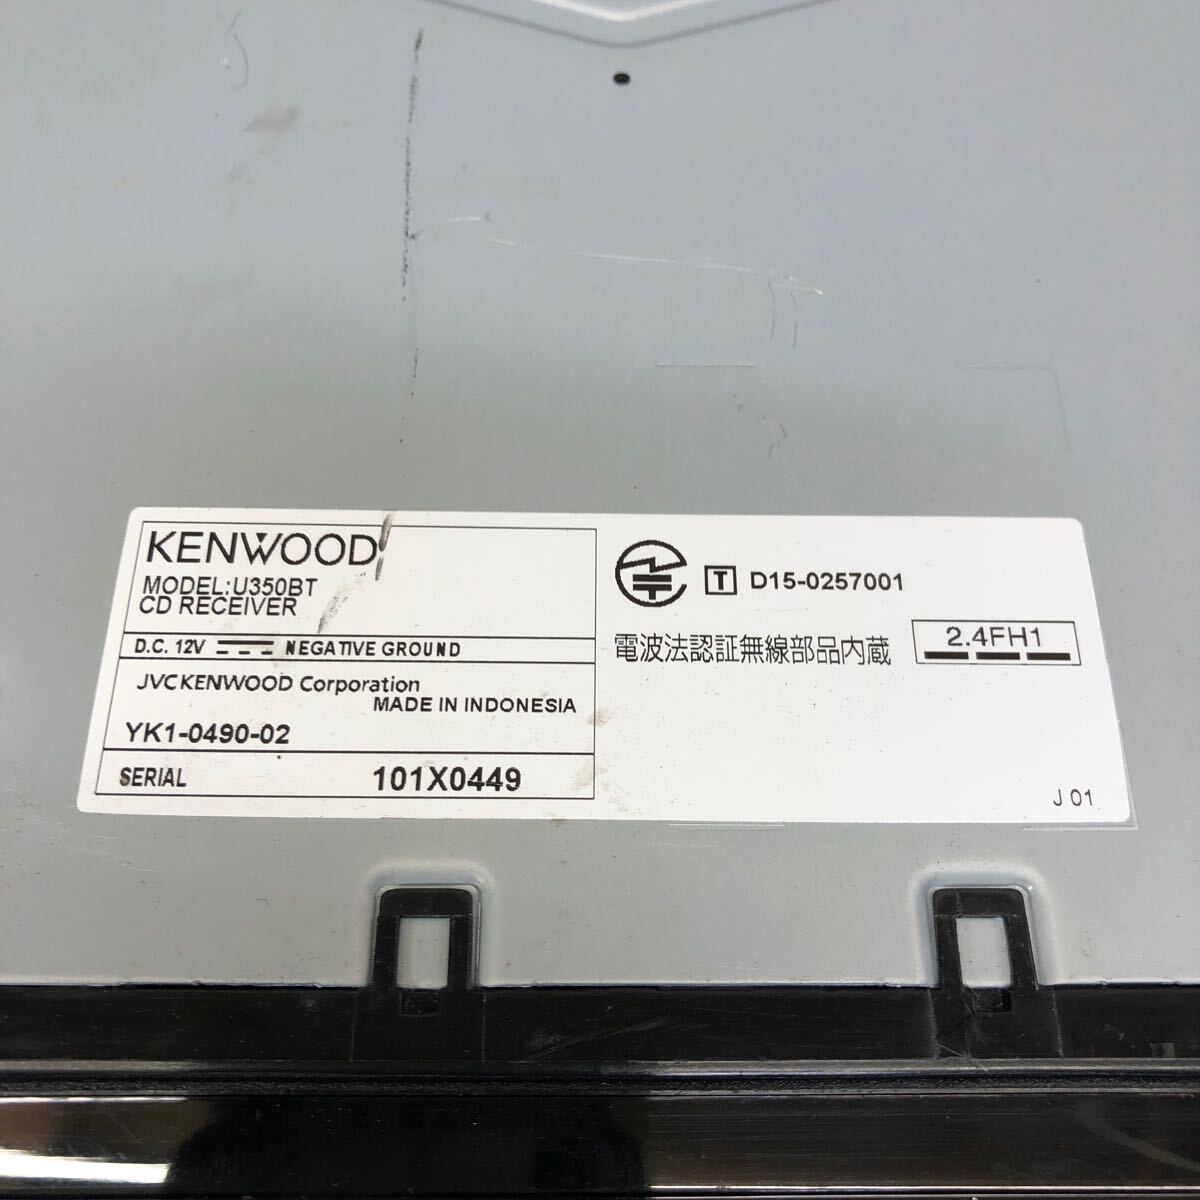 KENWOOD
MODEL:U350BT
CD RECEIVER
D.C. 12V NEGATIVE GROUND
JVCKENWOOD Corporation
MADE IN INDONESIA
YK1-0490-02
SERIAL 101X0449
T D15-0257001
電波法認証無線部品内蔵 2.4FH1
J 01